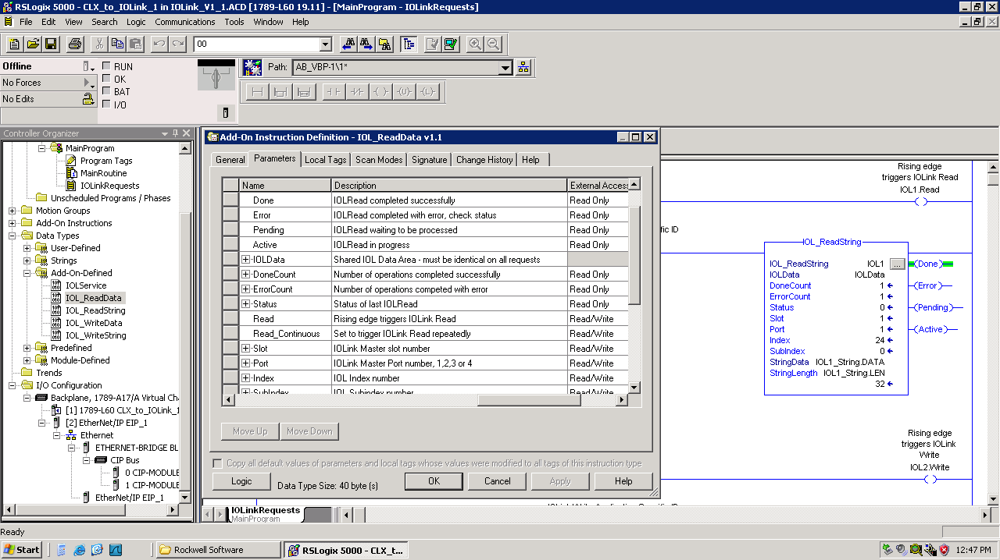 RSLogix 5000 - CLX_to_IOLink_1 in IOLink_V1_1.ACD [1789-L60 19.11] - [MainProgram - IOLinkRequests]
File Edit View Search Logic Communications Tools Window Help
00
Offline
RUN
Path: AB_VBP-1\1*
No Forces
OK
BAT
No Edits
I/O
Controller Organizer
MainProgram
Program Tags
MainRoutine
IOLinkRequests
Unscheduled Programs / Phases
Motion Groups
Add-On Instructions
Data Types
User-Defined
Strings
Add-On-Defined
IOLService
IOL_ReadData
IOL_ReadString
IOL_WriteData
IOL_WriteString
Predefined
Module-Defined
Trends
I/O Configuration
Backplane, 1789-A17/A Virtual Cha
[1] 1789-L60 CLX_to_IOLink_1
[2] EtherNet/IP EIP_1
Ethernet
ETHERNET-BRIDGE BL
CIP Bus
0 CIP-MODULE
1 CIP-MODULE
EtherNet/IP EIP_1
Add-On Instruction Definition - IOL_ReadData v1.1
General Parameters Local Tags Scan Modes Signature Change History Help
Name Description External Access
Done IOLRead completed successfully Read Only
Error IOLRead completed with error, check status Read Only
Pending IOLRead waiting to be processed Read Only
Active IOLRead in progress Read Only
IOLData Shared IOL Data Area - must be identical on all requests
DoneCount Number of operations completed successfully Read Only
ErrorCount Number of operations competed with error Read Only
Status Status of last IOLRead Read Only
Read Rising edge triggers IOLink Read Read/Write
Read_Continuous Set to trigger IOLink Read repeatedly Read/Write
Slot IOLink Master slot number Read/Write
Port IOLink Master Port number, 1,2,3 or 4 Read/Write
Index IOL Index number Read/Write
SubIndex IOL Subindex number Read/Write
Move Up Move Down
Copy all default values of parameters and local tags whose values were modified to all tags of this instruction type
Logic Data Type Size: 40 byte (s) OK Cancel Apply Help
Rising edge
triggers IOLink Read
IOL1.Read
fic ID
IOL_ReadString
IOL_ReadString IOL1 ... (Done)
IOLData IOLData
DoneCount 1 (Error)
ErrorCount 1
Status 0 (Pending)
Slot 1
Port 1 (Active)
Index 24
SubIndex 0
StringData IOL1_String.DATA
StringLength IOL1_String.LEN
32
Rising edge
triggers IOLink
Write
IOL2.Write
IOLinkRequests
MainProgram
Ready
Start Rockwell Software RSLogix 5000 - CLX_t... 12:47 PM